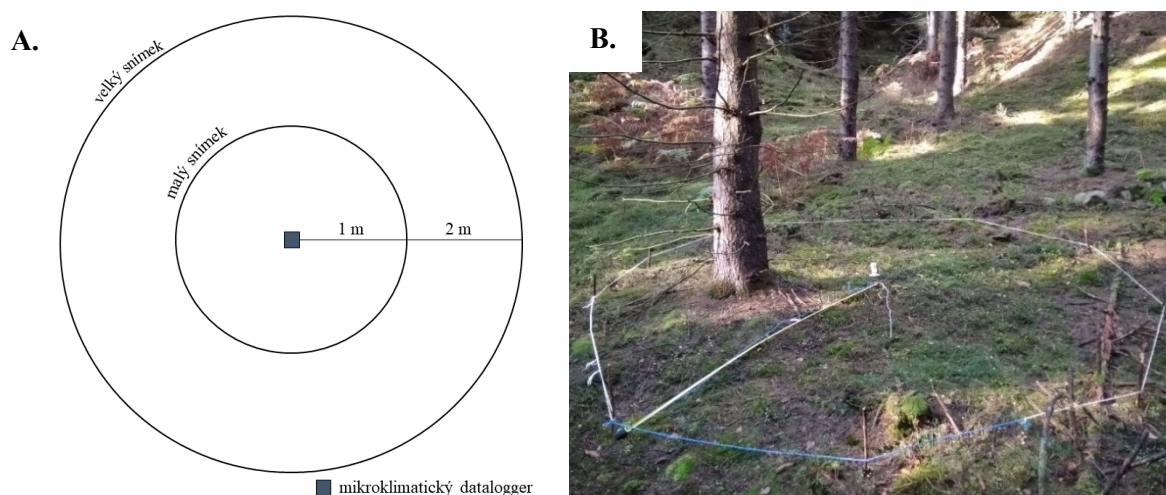 A.
velký snímek
malý snímek
1 m
2 m
mikroklimatický datalogger
B.